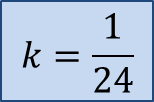 k = 1/24